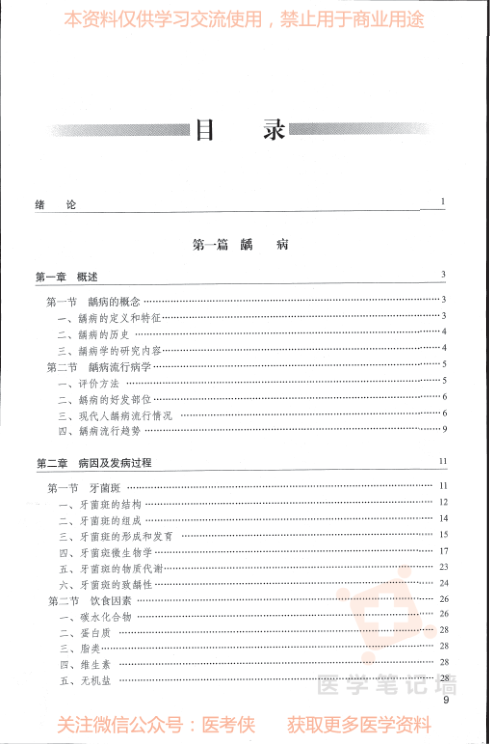 本资料仅供学习交流使用，禁止用于商业用途
目 录
绪 论 1
第一篇 龋 病
第一章 概述 3
第一节 龋病的概念 3
一、龋病的定义和特征 3
二、龋病的历史 4
三、龋病学的研究内容 4
第二节 龋病流行病学 5
一、评价方法 5
二、龋病的好发部位 6
三、现代人龋病流行情况 6
四、龋病流行趋势 9
第二章 病因及发病过程 11
第一节 牙菌斑 11
一、牙菌斑的结构 12
二、牙菌斑的组成 14
三、牙菌斑的形成和发育 15
四、牙菌斑微生物学 17
五、牙菌斑的物质代谢 23
六、牙菌斑的致龋性 24
第二节 饮食因素 26
一、碳水化合物 26
二、蛋白质 28
三、脂类 28
四、维生素 28
五、无机盐 28
医学笔记墙
9
关注微信公众号：医考侠 获取更多医学资料